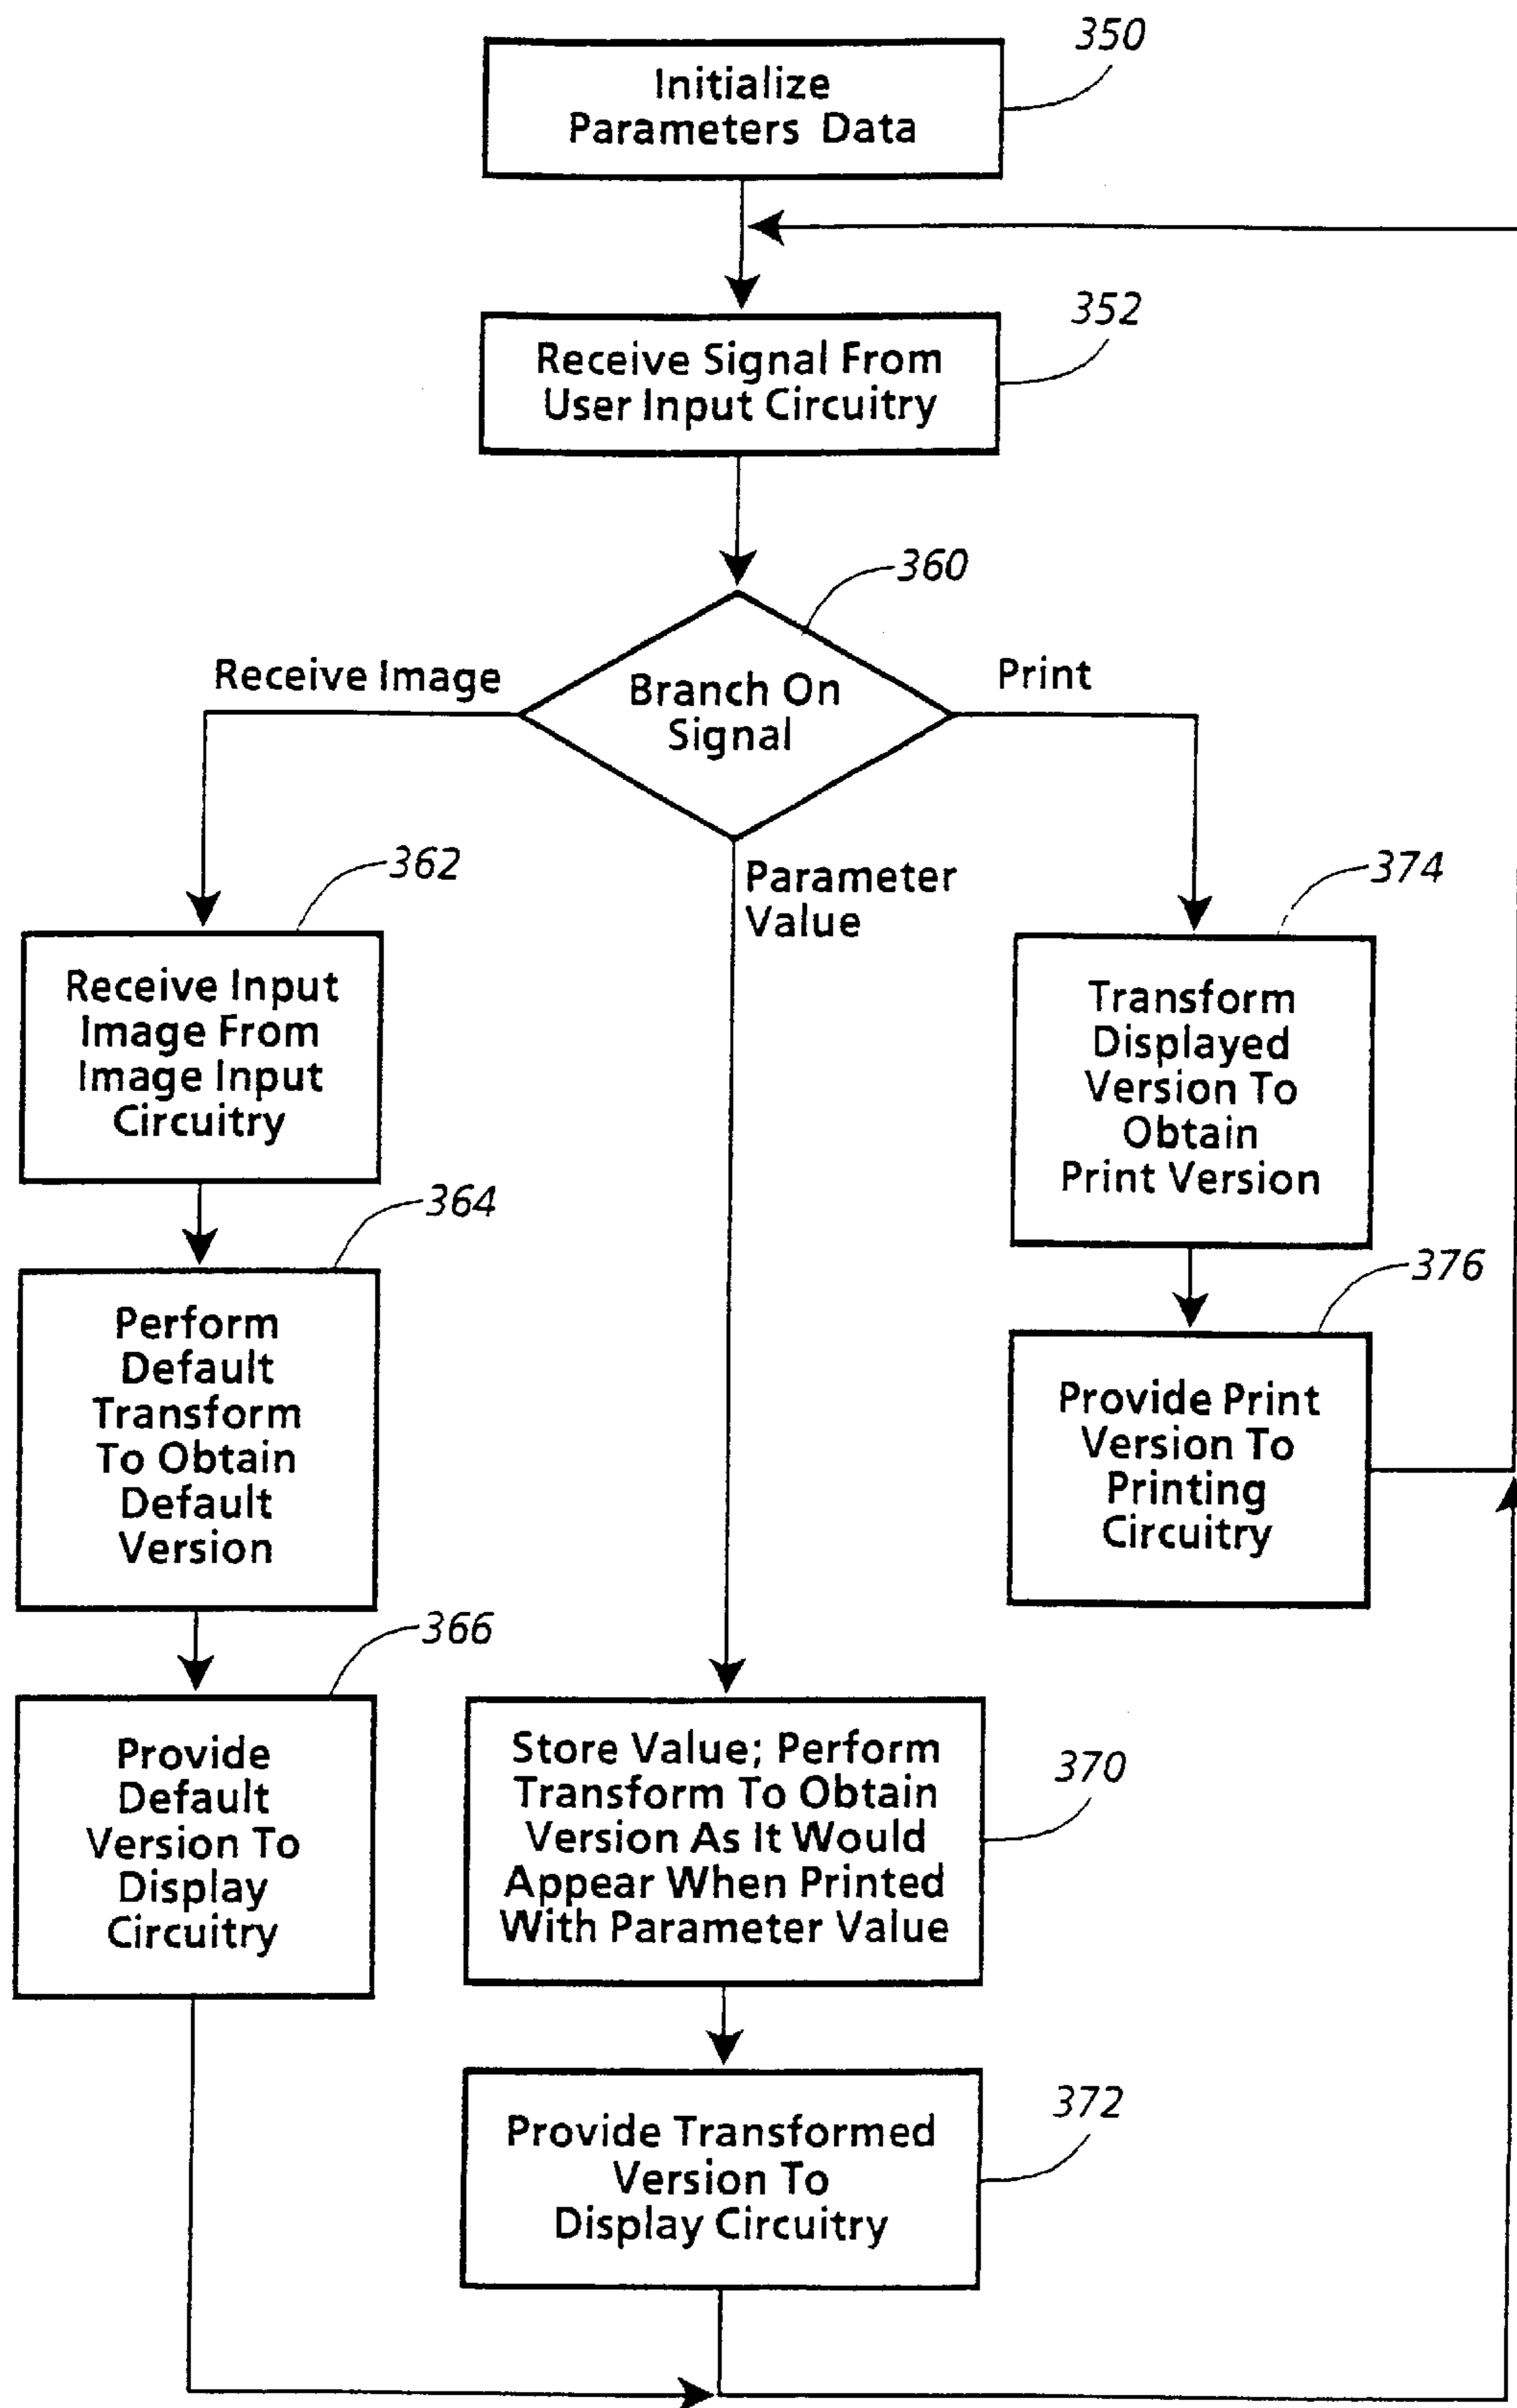 350
Initialize
Parameters Data
352
Receive Signal From
User Input Circuitry
360
Receive Image
Branch On
Signal
Print
Parameter
Value
362
Receive Input
Image From
Image Input
Circuitry
364
Perform
Default
Transform
To Obtain
Default
Version
366
Provide
Default
Version To
Display
Circuitry
370
Store Value; Perform
Transform To Obtain
Version As It Would
Appear When Printed
With Parameter Value
372
Provide Transformed
Version To
Display Circuitry
374
Transform
Displayed
Version To
Obtain
Print Version
376
Provide Print
Version To
Printing
Circuitry